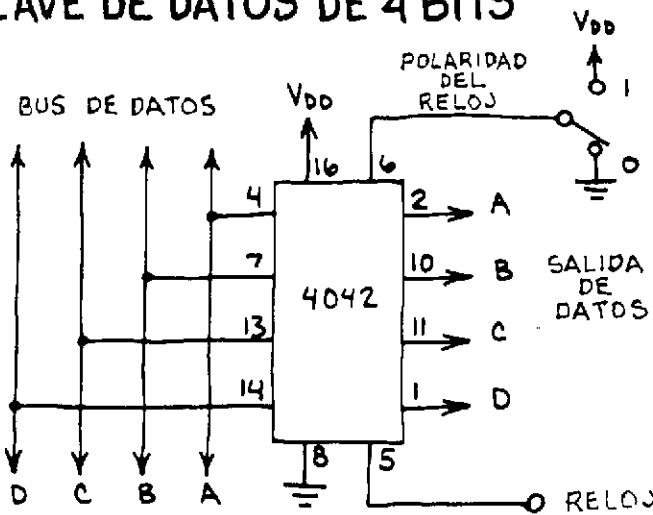 DE DATOS DE 4 BITS
BUS DE DATOS
VDD
POLARIDAD
DEL
RELOJ
VDD
1
0
16
6
4
2
A
7
10
B
SALIDA
DE
DATOS
4042
13
11
C
14
1
D
8
5
D
C
B
A
RELOJ